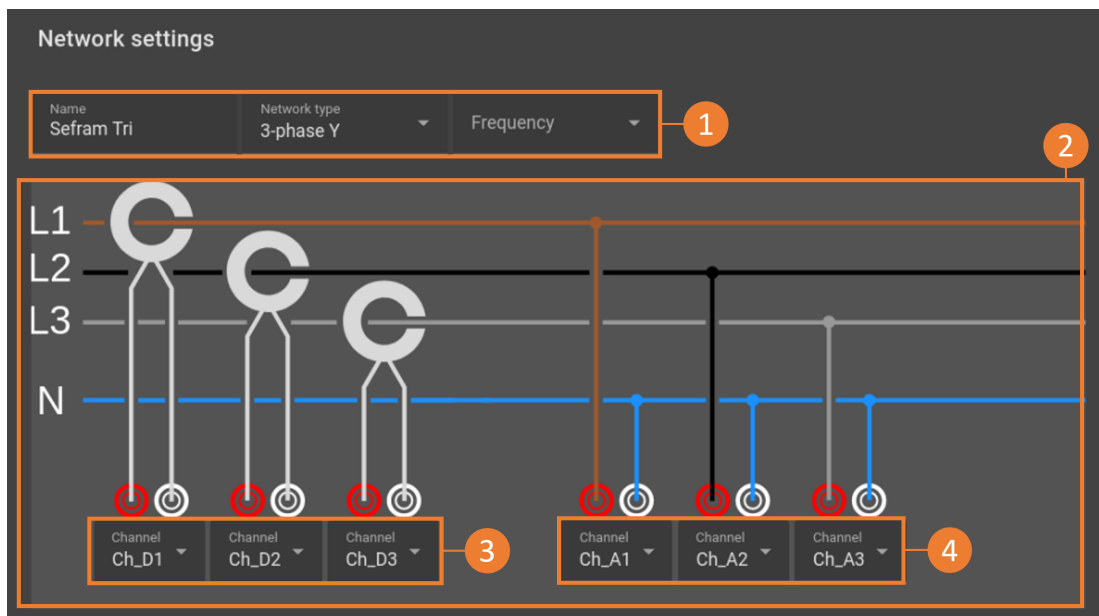 Network settings
Name
Sefram Tri
Network type
3-phase Y
Frequency
1
2
L1
L2
L3
N
Channel
Ch_D1
Channel
Ch_D2
Channel
Ch_D3
3
Channel
Ch_A1
Channel
Ch_A2
Channel
Ch_A3
4